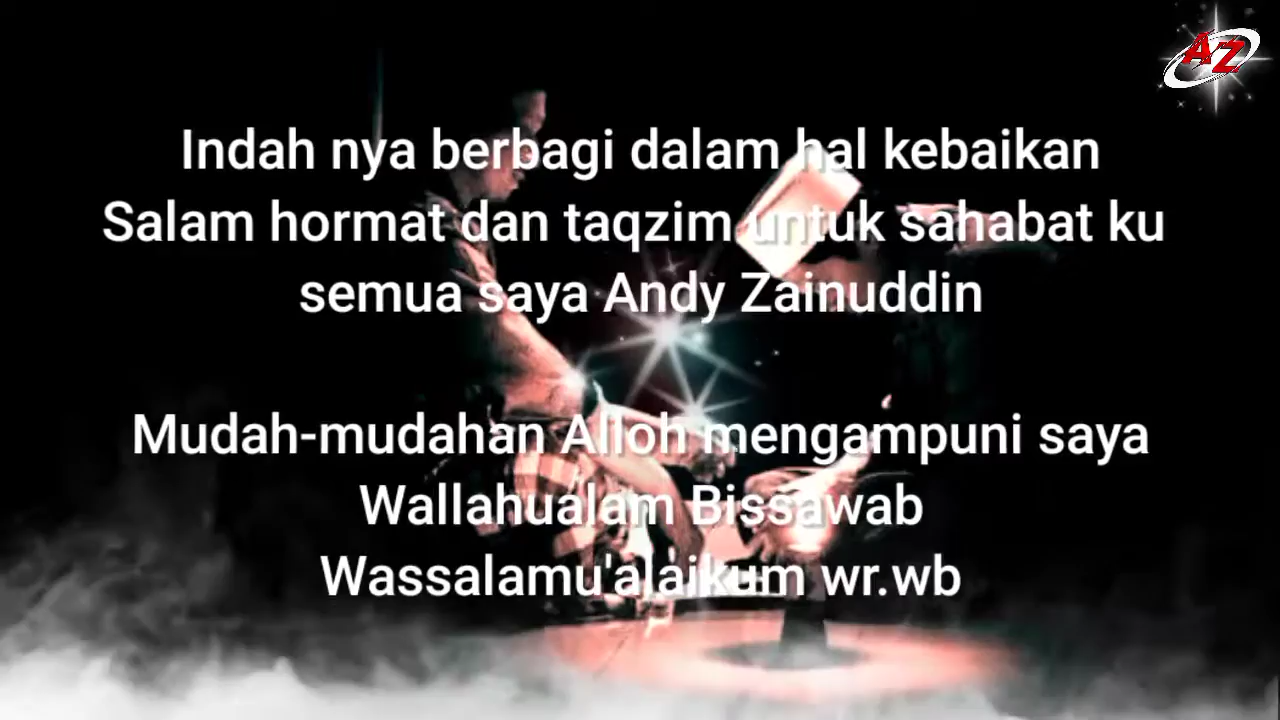 AZ
Indah nya berbagi dalam hal kebaikan
Salam hormat dan taqzim untuk sahabat ku
semua saya Andy Zainuddin
Mudah-mudahan Alloh mengampuni saya
Wallahualam Bissawab
Wassalamu'alaikum wr.wb